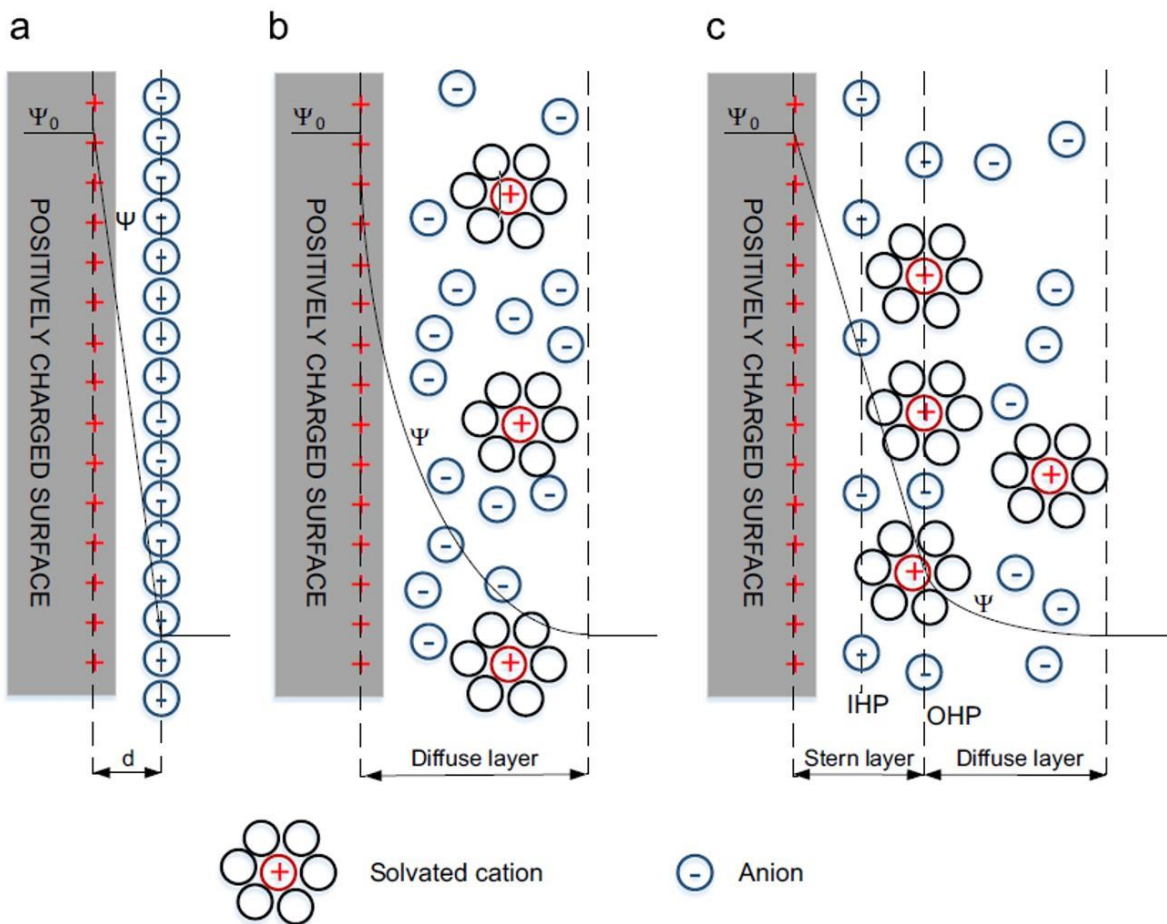 a
b
c
Ψ₀
Ψ
POSITIVELY CHARGED SURFACE
d
Ψ₀
Ψ
POSITIVELY CHARGED SURFACE
Diffuse layer
Ψ₀
Ψ
POSITIVELY CHARGED SURFACE
IHP
OHP
Stern layer
Diffuse layer
Solvated cation
Anion